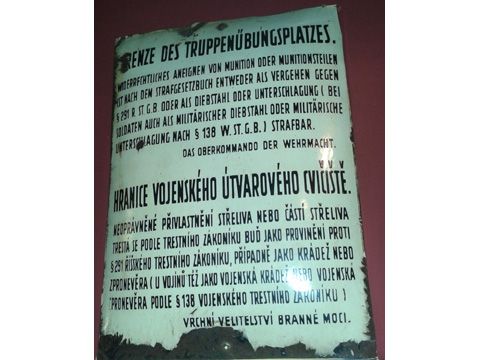 RENZE DES TRUPPENÜBUNGSPLATZES.
WIDERRECHTLICHES ANEIGNEN VON MUNITION ODER MUNITIONSTEILEN
IST NACH DEM STRAFGESETZBUCH ENTWEDER ALS VERGEHEN GEGEN
§ 291 R. ST. G. B. ODER ALS DIEBSTAHL ODER UNTERSCHLAGUNG ( BEI
SOLDATEN AUCH ALS MILITÄRISCHER DIEBSTAHL ODER MILITÄRISCHE
UNTERSCHLAGUNG NACH § 138 W. ST. G. B. ) STRAFBAR.
DAS OBERKOMMANDO DER WEHRMACHT.
HRANICE VOJENSKÉHO ÚTVAROVÉHO CVIČIŠTĚ.
NEOPRÁVNĚNÉ PŘIVLASTNĚNÍ STŘELIVA NEBO ČÁSTÍ STŘELIVA
TRESTÁ SE PODLE TRESTNÍHO ZÁKONÍKU BUĎ JAKO PROVINĚNÍ PROTI
§ 291 ŘÍŠSKÉHO TRESTNÍHO ZÁKONÍKU, PŘÍPADNĚ JAKO KRÁDEŽ NEBO
ZPRONEVĚRA ( U VOJÍNŮ TÉŽ JAKO VOJENSKÁ KRÁDEŽ NEBO VOJENSKÁ
PRONEVĚRA PODLE § 138 VOJENSKÉHO TRESTNÍHO ZÁKONÍKU )
VRCHNÍ VELITELSTVÍ BRANNÉ MOCI.